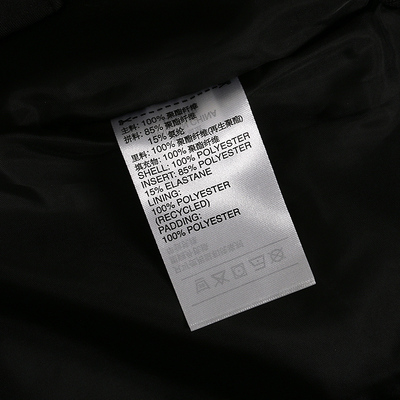 主料: 100% 聚酯纤维
拼料: 85% 聚酯纤维
15% 氨纶
里料: 100% 聚酯纤维(再生聚酯)
填充物: 100% 聚酯纤维
SHELL: 100% POLYESTER
INSERT: 85% POLYESTER
15% ELASTANE
LINING:
100% POLYESTER
(RECYCLED)
PADDING:
100% POLYESTER